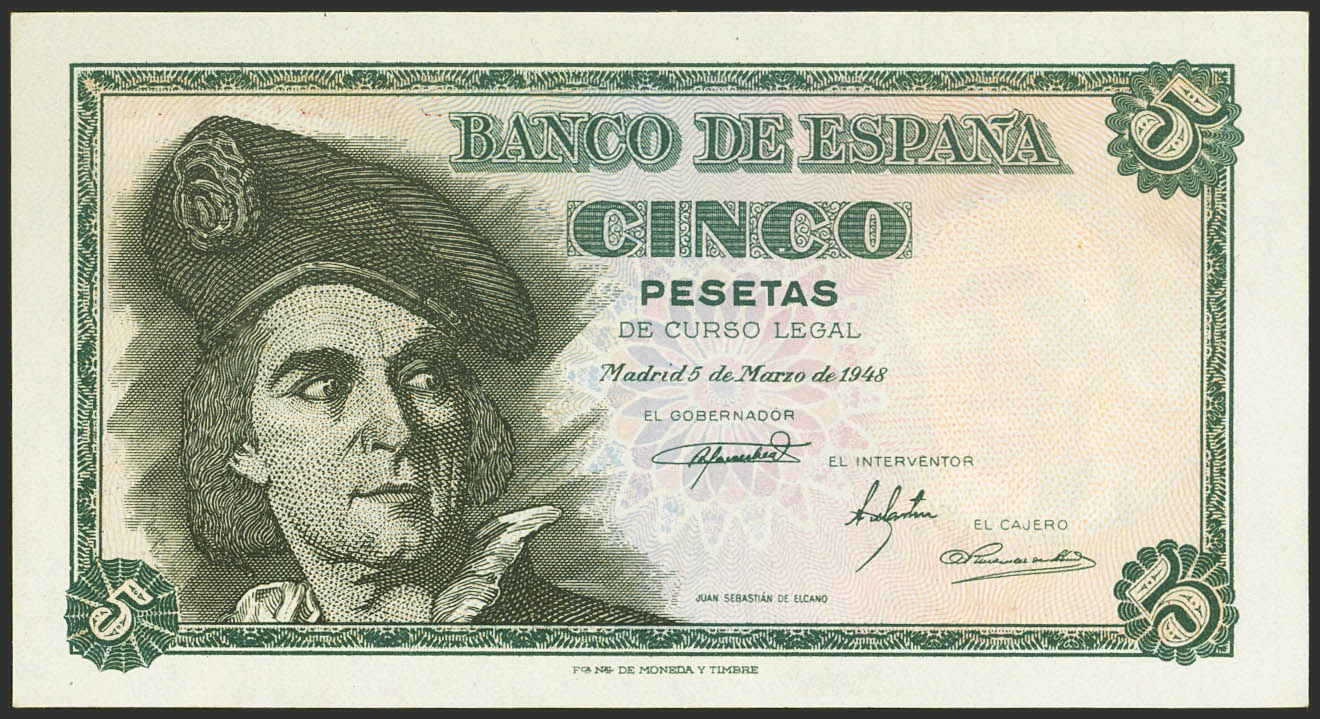 BANCO DE ESPAÑA
5
CINCO
PESETAS
DE CURSO LEGAL
Madrid 5 de Marzo de 1948
EL GOBERNADOR
EL INTERVENTOR
EL CAJERO
JUAN SEBASTIÁN DE ELCANO
5
5
FCA NAL DE MONEDA Y TIMBRE